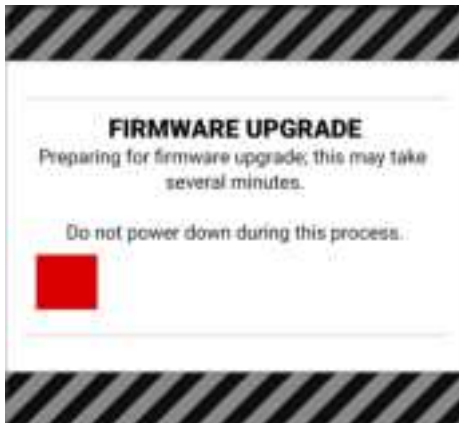 FIRMWARE UPGRADE
Preparing for firmware upgrade; this may take
several minutes.
Do not power down during this process.